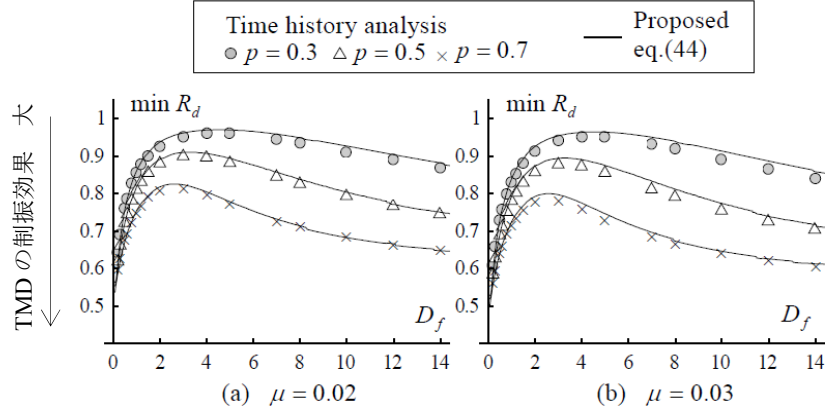 Time history analysis
p = 0.3 p = 0.5 p = 0.7
Proposed
eq.(44)
TMD の制振効果 大
min R_d
1
0.9
0.8
0.7
0.6
0.5
D_f
0 2 4 6 8 10 12 14
(a) μ = 0.02
min R_d
1
0.9
0.8
0.7
0.6
0.5
D_f
0 2 4 6 8 10 12 14
(b) μ = 0.03